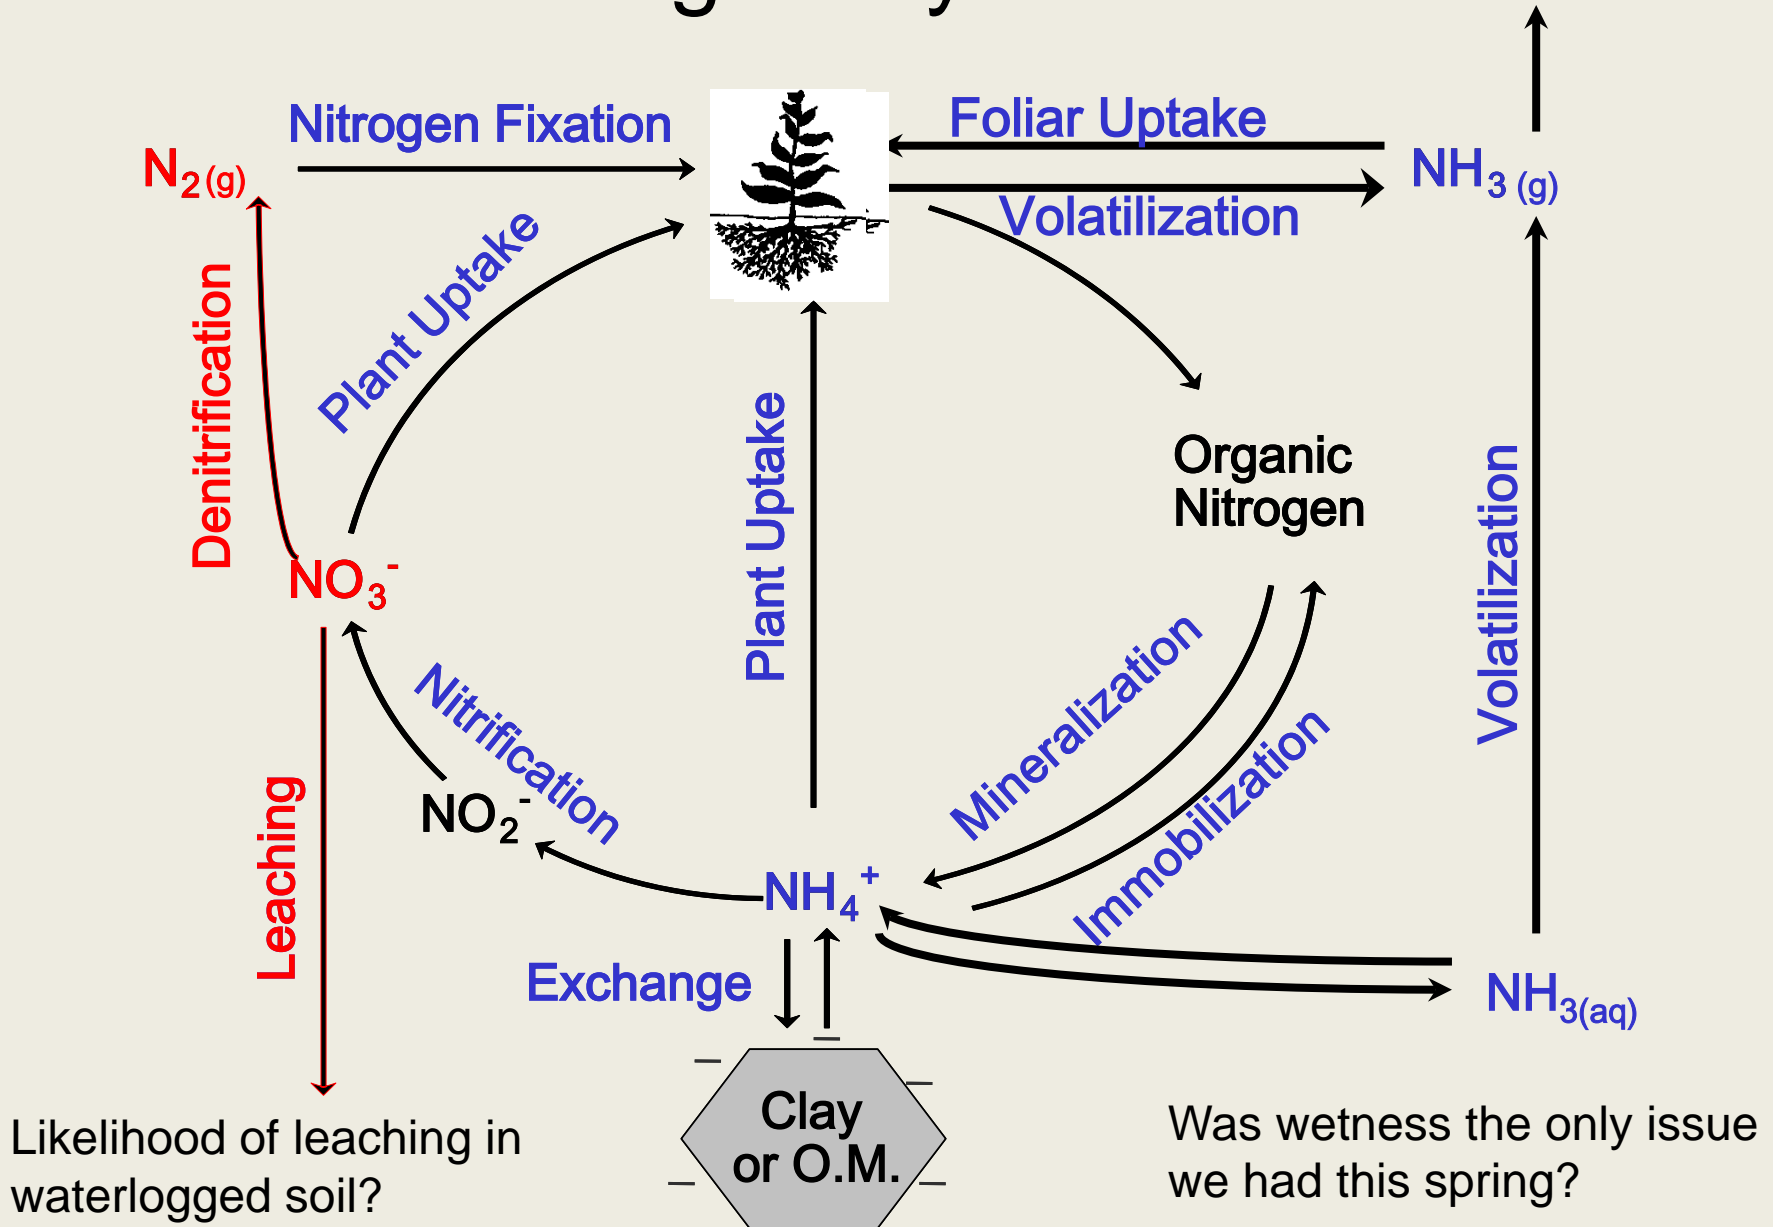 Nitrogen Fixation
Foliar Uptake
N2(g)
NH3 (g)
Volatilization
Plant Uptake
Denitrification
Plant Uptake
Organic
Nitrogen
Volatilization
NO3-
Nitrification
Mineralization
Immobilization
Leaching
NO2-
NH4+
Exchange
NH3(aq)
Clay
or O.M.
Likelihood of leaching in
waterlogged soil?
Was wetness the only issue
we had this spring?